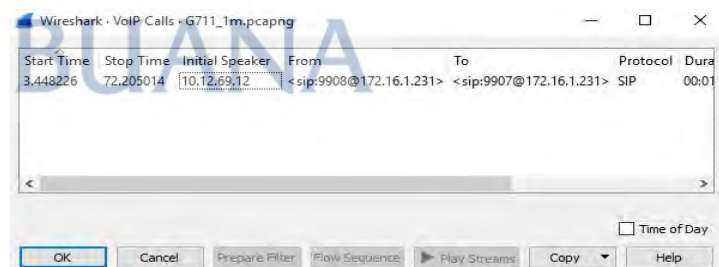 Wireshark · VoIP Calls · G711_1m.pcapng
BUANA
Start Time Stop Time Initial Speaker From To Protocol Dura
3.448226 72.205014 10.12.69.12 <sip:9908@172.16.1.231> <sip:9907@172.16.1.231> SIP 00:01
Time of Day
OK Cancel Prepare Filter Flow Sequence Play Streams Copy Help